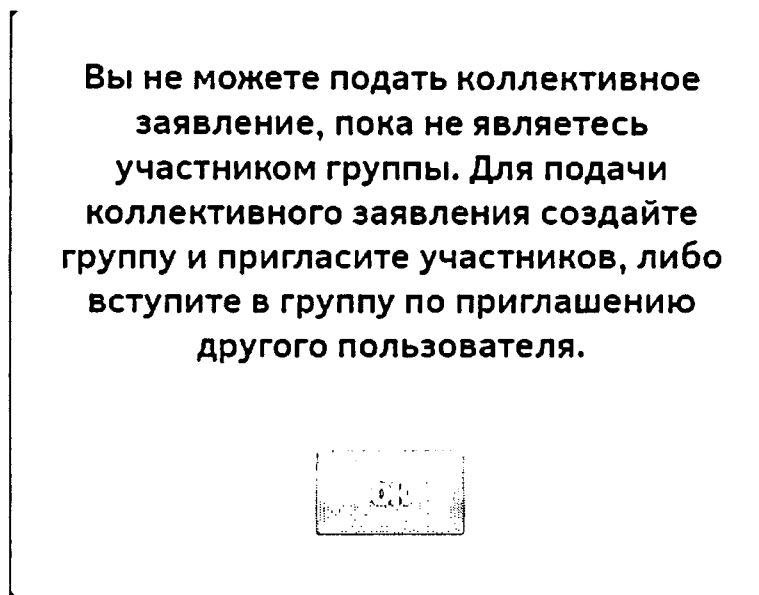 Вы не можете подать коллективное
заявление, пока не являетесь
участником группы. Для подачи
коллективного заявления создайте
группу и пригласите участников, либо
вступите в группу по приглашению
другого пользователя.